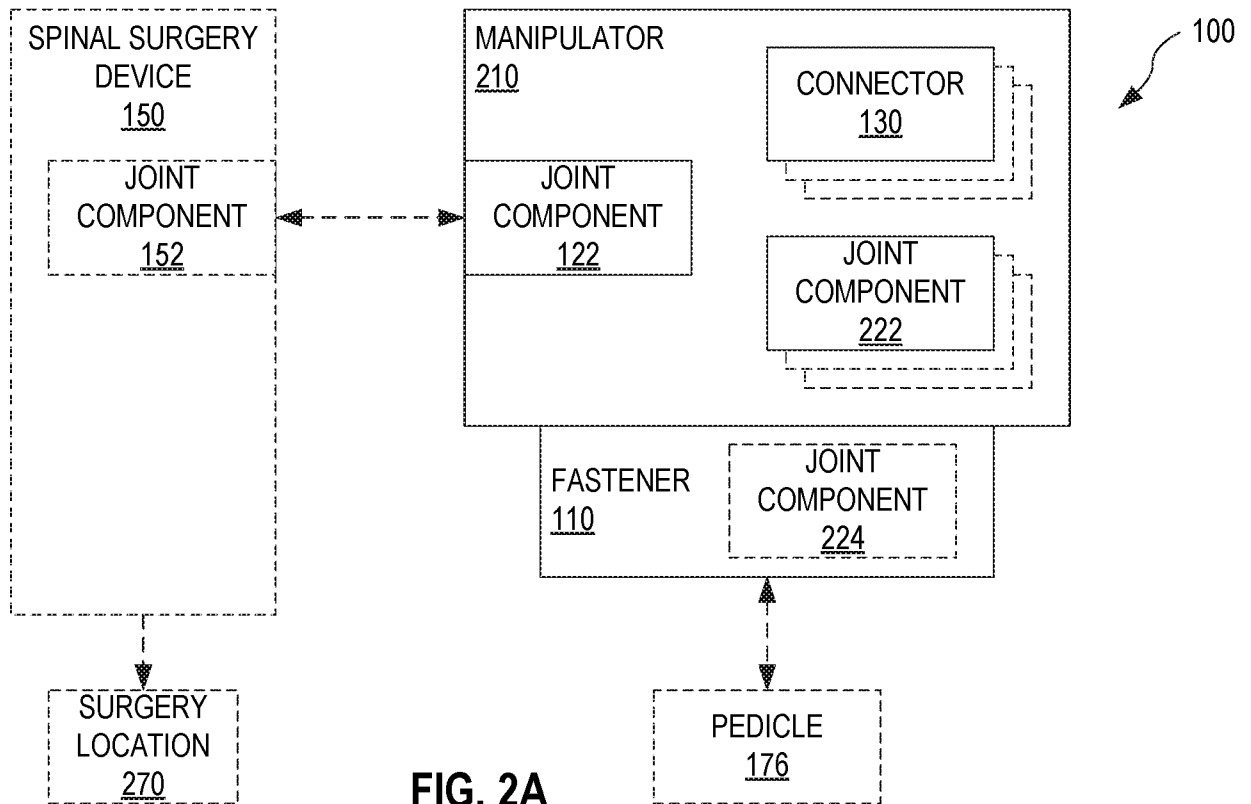 SPINAL SURGERY
DEVICE
150
JOINT
COMPONENT
152
MANIPULATOR
210
CONNECTOR
130
100
JOINT
COMPONENT
122
JOINT
COMPONENT
222
FASTENER
110
JOINT
COMPONENT
224
SURGERY
LOCATION
270
PEDICLE
176
FIG. 2A